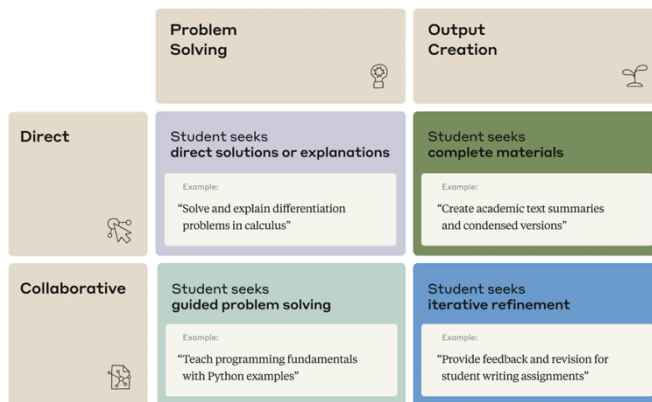 Problem
Solving
Output
Creation
Direct
Student seeks
direct solutions or explanations
Example:
“Solve and explain differentiation
problems in calculus”
Student seeks
complete materials
Example:
“Create academic text summaries
and condensed versions”
Collaborative
Student seeks
guided problem solving
Example:
“Teach programming fundamentals
with Python examples”
Student seeks
iterative refinement
Example:
“Provide feedback and revision for
student writing assignments”